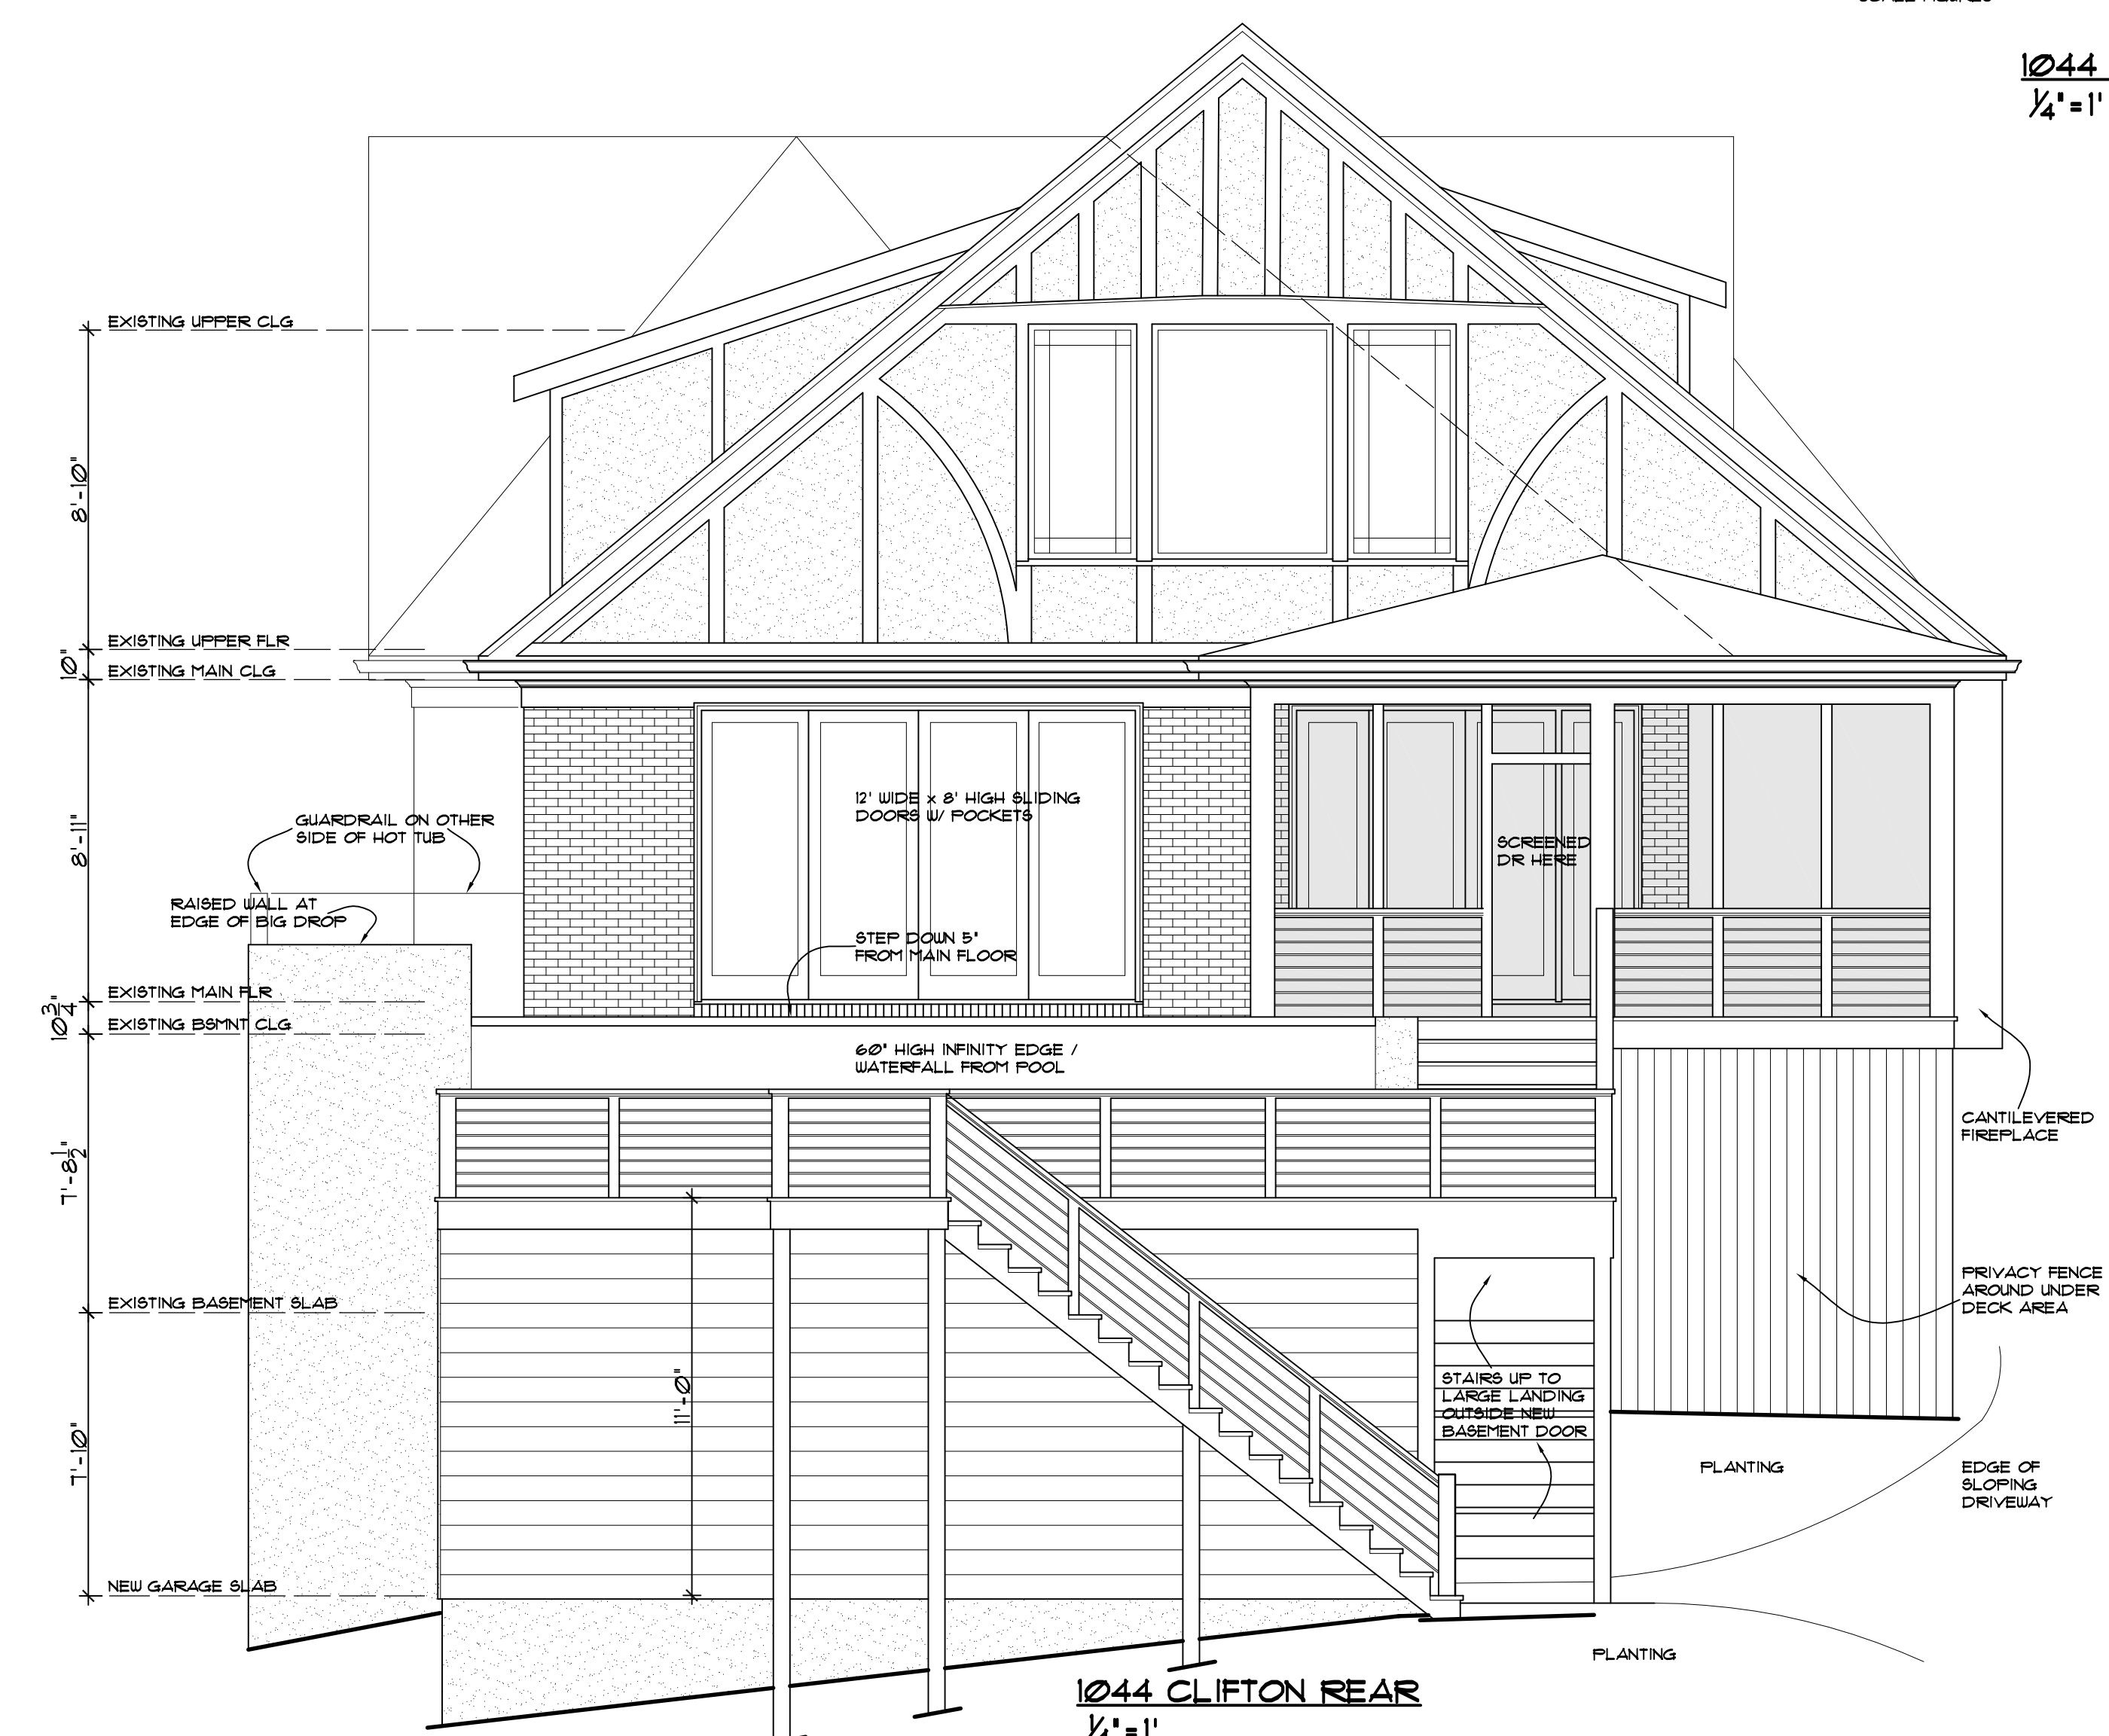 1044
1/4"=1'
EXISTING UPPER CLG
8'-10"
EXISTING UPPER FLR
10"
EXISTING MAIN CLG
12' WIDE x 8' HIGH SLIDING
DOORS W/ POCKETS
8'-11"
GUARDRAIL ON OTHER
SIDE OF HOT TUB
SCREENED
DR HERE
RAISED WALL AT
EDGE OF BIG DROP
STEP DOWN 5"
FROM MAIN FLOOR
EXISTING MAIN FLR
10 3/4"
EXISTING BSMNT CLG
60" HIGH INFINITY EDGE /
WATERFALL FROM POOL
CANTILEVERED
FIREPLACE
7'-8 1/2"
PRIVACY FENCE
AROUND UNDER
DECK AREA
EXISTING BASEMENT SLAB
11'-0"
STAIRS UP TO
LARGE LANDING
OUTSIDE NEW
BASEMENT DOOR
7'-10"
PLANTING
EDGE OF
SLOPING
DRIVEWAY
NEW GARAGE SLAB
PLANTING
1044 CLIFTON REAR
1/4"=1'